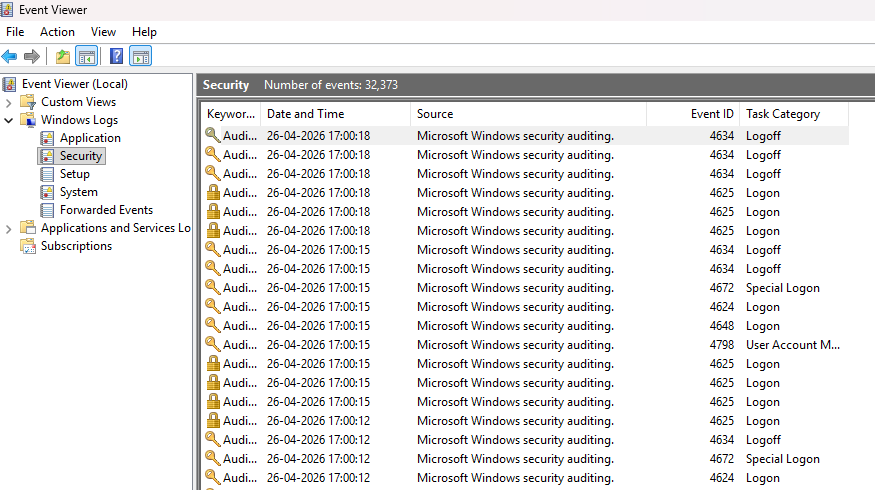 Event Viewer
File Action View Help
Event Viewer (Local)
Custom Views
Windows Logs
Application
Security
Setup
System
Forwarded Events
Applications and Services Lo
Subscriptions
Security Number of events: 32,373
Keywor... Date and Time Source Event ID Task Category
Audi... 26-04-2026 17:00:18 Microsoft Windows security auditing. 4634 Logoff
Audi... 26-04-2026 17:00:18 Microsoft Windows security auditing. 4634 Logoff
Audi... 26-04-2026 17:00:18 Microsoft Windows security auditing. 4634 Logoff
Audi... 26-04-2026 17:00:18 Microsoft Windows security auditing. 4625 Logon
Audi... 26-04-2026 17:00:18 Microsoft Windows security auditing. 4625 Logon
Audi... 26-04-2026 17:00:18 Microsoft Windows security auditing. 4625 Logon
Audi... 26-04-2026 17:00:15 Microsoft Windows security auditing. 4634 Logoff
Audi... 26-04-2026 17:00:15 Microsoft Windows security auditing. 4634 Logoff
Audi... 26-04-2026 17:00:15 Microsoft Windows security auditing. 4672 Special Logon
Audi... 26-04-2026 17:00:15 Microsoft Windows security auditing. 4624 Logon
Audi... 26-04-2026 17:00:15 Microsoft Windows security auditing. 4648 Logon
Audi... 26-04-2026 17:00:15 Microsoft Windows security auditing. 4798 User Account M...
Audi... 26-04-2026 17:00:15 Microsoft Windows security auditing. 4625 Logon
Audi... 26-04-2026 17:00:15 Microsoft Windows security auditing. 4625 Logon
Audi... 26-04-2026 17:00:15 Microsoft Windows security auditing. 4625 Logon
Audi... 26-04-2026 17:00:12 Microsoft Windows security auditing. 4625 Logon
Audi... 26-04-2026 17:00:12 Microsoft Windows security auditing. 4634 Logoff
Audi... 26-04-2026 17:00:12 Microsoft Windows security auditing. 4672 Special Logon
Audi... 26-04-2026 17:00:12 Microsoft Windows security auditing. 4624 Logon